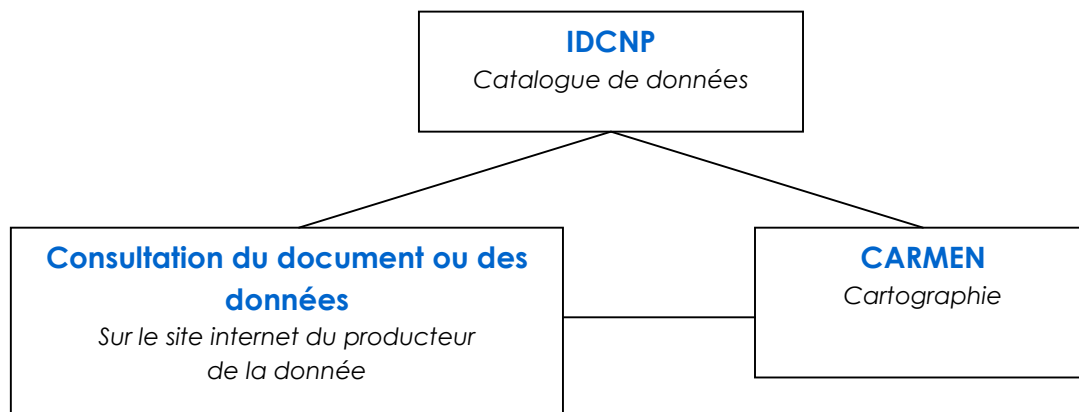 IDCNP
Catalogue de données
Consultation du document ou des
données
Sur le site internet du producteur
de la donnée
CARMEN
Cartographie